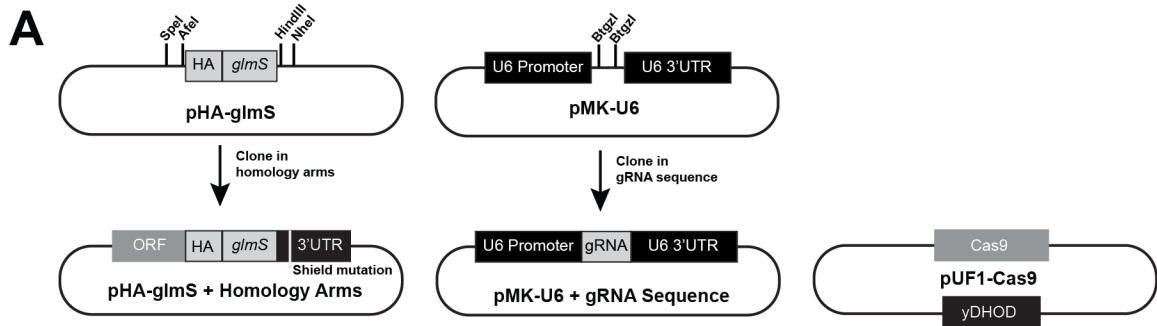 A
SpeI
AfeI
HindIII
NheI
HA
glmS
pHA-glmS
Clone in
homology arms
ORF
HA
glmS
3'UTR
Shield mutation
pHA-glmS + Homology Arms
BtgzI
BtgzI
U6 Promoter
U6 3'UTR
pMK-U6
Clone in
gRNA sequence
U6 Promoter
gRNA
U6 3'UTR
pMK-U6 + gRNA Sequence
Cas9
pUF1-Cas9
yDHOD